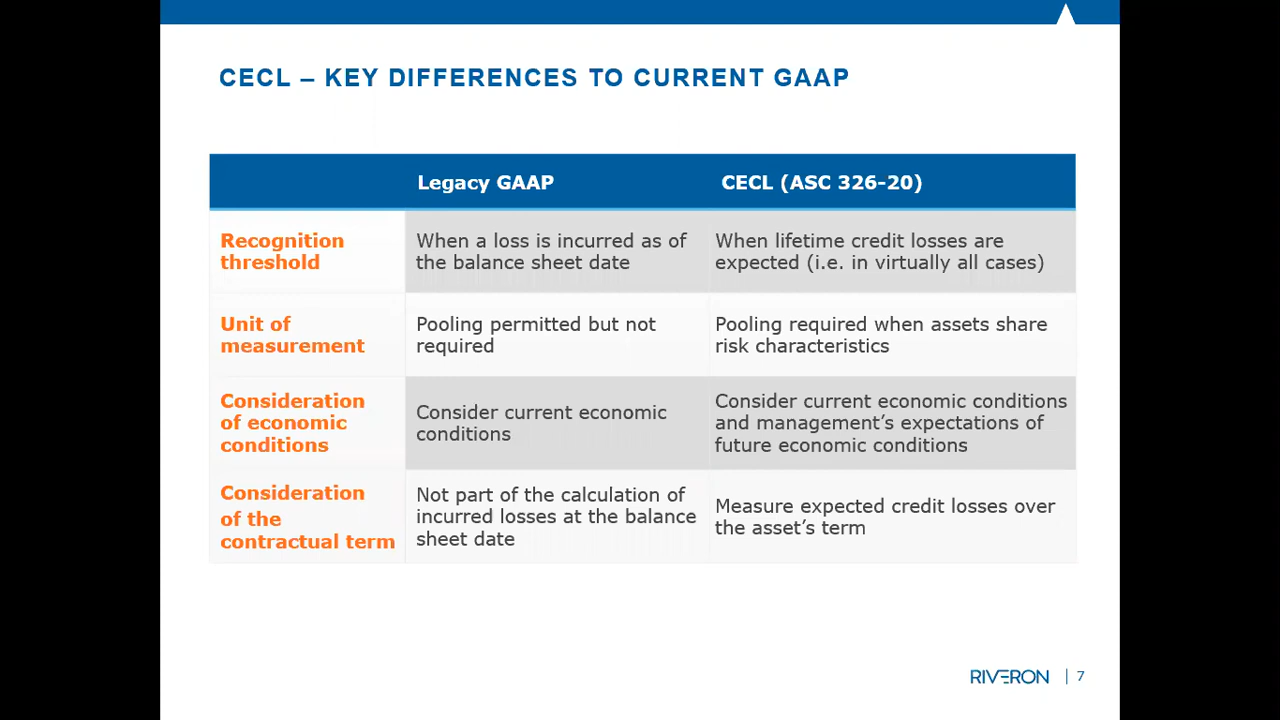 CECL – KEY DIFFERENCES TO CURRENT GAAP
Legacy GAAP
CECL (ASC 326-20)
Recognition
threshold
When a loss is incurred as of
the balance sheet date
When lifetime credit losses are
expected (i.e. in virtually all cases)
Unit of
measurement
Pooling permitted but not
required
Pooling required when assets share
risk characteristics
Consideration
of economic
conditions
Consider current economic
conditions
Consider current economic conditions
and management’s expectations of
future economic conditions
Consideration
of the
contractual term
Not part of the calculation of
incurred losses at the balance
sheet date
Measure expected credit losses over
the asset’s term
RIVERON | 7